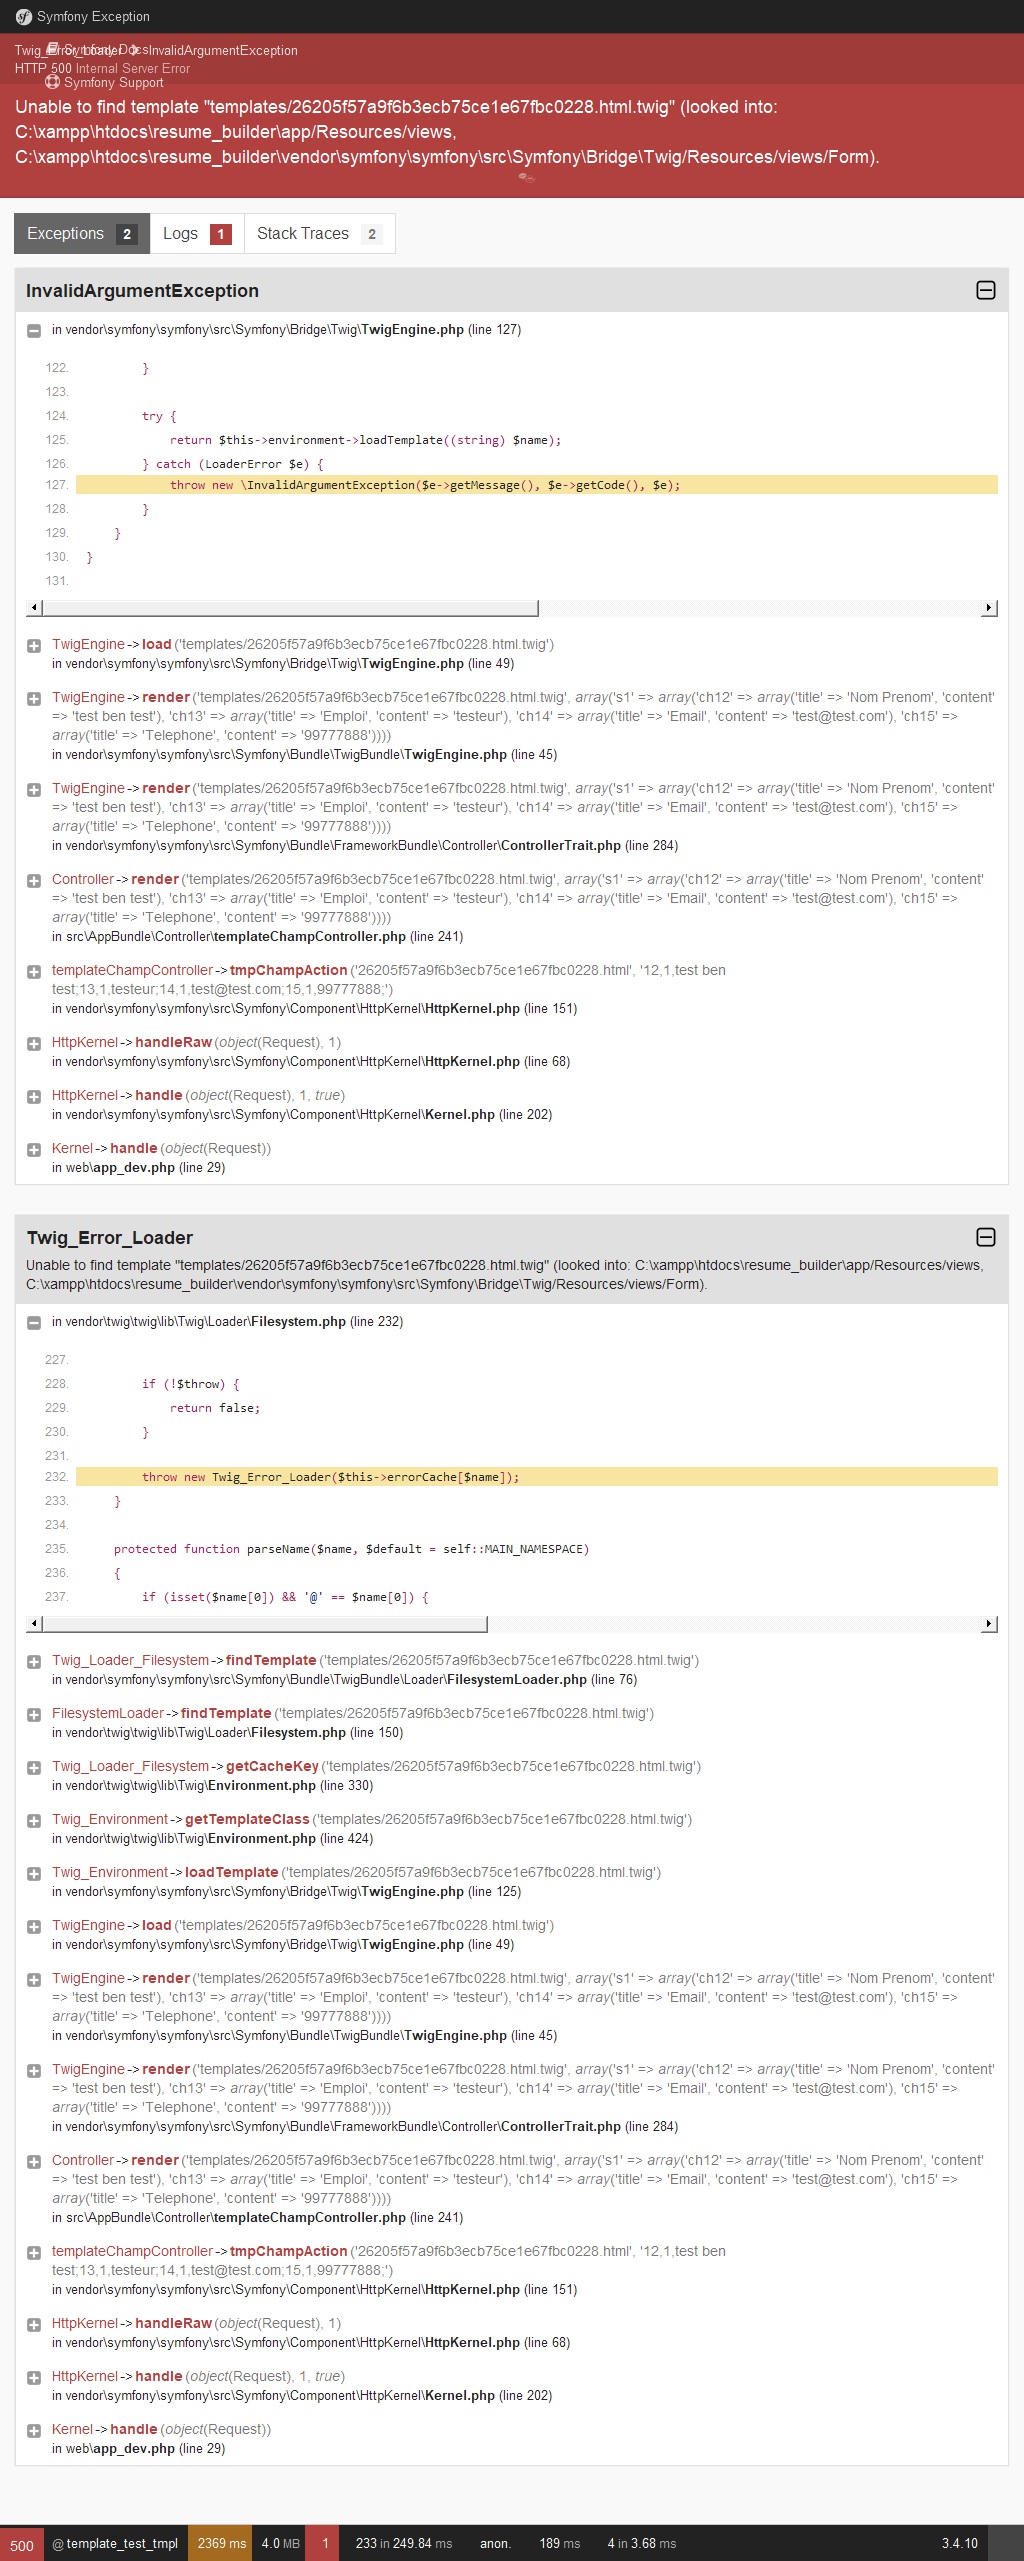 Symfony Exception
Symfony Docs
Twig_Error_Loader InvalidArgumentException
HTTP 500 Internal Server Error
Symfony Support
Unable to find template "templates/26205f57a9f6b3ecb75ce1e67fbc0228.html.twig" (looked into:
C:\xampp\htdocs\resume_builder\app/Resources/views,
C:\xampp\htdocs\resume_builder\vendor\symfony\symfony\src\Symfony\Bridge\Twig/Resources/views/Form).
Exceptions 2 Logs 1 Stack Traces 2
InvalidArgumentException
in vendor\symfony\symfony\src\Symfony\Bridge\Twig\TwigEngine.php (line 127)
122. }
123.
124. try {
125. return $this->environment->loadTemplate((string) $name);
126. } catch (LoaderError $e) {
127. throw new \InvalidArgumentException($e->getMessage(), $e->getCode(), $e);
128. }
129. }
130. }
131.
TwigEngine->load('templates/26205f57a9f6b3ecb75ce1e67fbc0228.html.twig')
in vendor\symfony\symfony\src\Symfony\Bridge\Twig\TwigEngine.php (line 49)
TwigEngine->render('templates/26205f57a9f6b3ecb75ce1e67fbc0228.html.twig', array('s1' => array('ch12' => array('title' => 'Nom Prenom', 'content'
=> 'test ben test'), 'ch13' => array('title' => 'Emploi', 'content' => 'testeur'), 'ch14' => array('title' => 'Email', 'content' => 'test@test.com'), 'ch15' =>
array('title' => 'Telephone', 'content' => '99777888'))))
in vendor\symfony\symfony\src\Symfony\Bundle\TwigBundle\TwigEngine.php (line 45)
TwigEngine->render('templates/26205f57a9f6b3ecb75ce1e67fbc0228.html.twig', array('s1' => array('ch12' => array('title' => 'Nom Prenom', 'content'
=> 'test ben test'), 'ch13' => array('title' => 'Emploi', 'content' => 'testeur'), 'ch14' => array('title' => 'Email', 'content' => 'test@test.com'), 'ch15' =>
array('title' => 'Telephone', 'content' => '99777888'))))
in vendor\symfony\symfony\src\Symfony\Bundle\FrameworkBundle\Controller\ControllerTrait.php (line 284)
Controller->render('templates/26205f57a9f6b3ecb75ce1e67fbc0228.html.twig', array('s1' => array('ch12' => array('title' => 'Nom Prenom', 'content'
=> 'test ben test'), 'ch13' => array('title' => 'Emploi', 'content' => 'testeur'), 'ch14' => array('title' => 'Email', 'content' => 'test@test.com'), 'ch15' =>
array('title' => 'Telephone', 'content' => '99777888'))))
in src\AppBundle\Controller\templateChampController.php (line 241)
templateChampController->tmpChampAction('26205f57a9f6b3ecb75ce1e67fbc0228.html', '12,1,test ben
test;13,1,testeur;14,1,test@test.com;15,1,99777888;')
in vendor\symfony\symfony\src\Symfony\Component\HttpKernel\HttpKernel.php (line 151)
HttpKernel->handleRaw(object(Request), 1)
in vendor\symfony\symfony\src\Symfony\Component\HttpKernel\HttpKernel.php (line 68)
HttpKernel->handle(object(Request), 1, true)
in vendor\symfony\symfony\src\Symfony\Component\HttpKernel\Kernel.php (line 202)
Kernel->handle(object(Request))
in web\app_dev.php (line 29)
Twig_Error_Loader
Unable to find template "templates/26205f57a9f6b3ecb75ce1e67fbc0228.html.twig" (looked into: C:\xampp\htdocs\resume_builder\app/Resources/views,
C:\xampp\htdocs\resume_builder\vendor\symfony\symfony\src\Symfony\Bridge\Twig/Resources/views/Form).
in vendor\twig\twig\lib\Twig\Loader\Filesystem.php (line 232)
227.
228. if (!$throw) {
229. return false;
230. }
231.
232. throw new Twig_Error_Loader($this->errorCache[$name]);
233. }
234.
235. protected function parseName($name, $default = self::MAIN_NAMESPACE)
236. {
237. if (isset($name[0]) && '@' == $name[0]) {
Twig_Loader_Filesystem->findTemplate('templates/26205f57a9f6b3ecb75ce1e67fbc0228.html.twig')
in vendor\symfony\symfony\src\Symfony\Bundle\TwigBundle\Loader\FilesystemLoader.php (line 76)
FilesystemLoader->findTemplate('templates/26205f57a9f6b3ecb75ce1e67fbc0228.html.twig')
in vendor\twig\twig\lib\Twig\Loader\Filesystem.php (line 150)
Twig_Loader_Filesystem->getCacheKey('templates/26205f57a9f6b3ecb75ce1e67fbc0228.html.twig')
in vendor\twig\twig\lib\Twig\Environment.php (line 330)
Twig_Environment->getTemplateClass('templates/26205f57a9f6b3ecb75ce1e67fbc0228.html.twig')
in vendor\twig\twig\lib\Twig\Environment.php (line 424)
Twig_Environment->loadTemplate('templates/26205f57a9f6b3ecb75ce1e67fbc0228.html.twig')
in vendor\symfony\symfony\src\Symfony\Bridge\Twig\TwigEngine.php (line 125)
TwigEngine->load('templates/26205f57a9f6b3ecb75ce1e67fbc0228.html.twig')
in vendor\symfony\symfony\src\Symfony\Bridge\Twig\TwigEngine.php (line 49)
TwigEngine->render('templates/26205f57a9f6b3ecb75ce1e67fbc0228.html.twig', array('s1' => array('ch12' => array('title' => 'Nom Prenom', 'content'
=> 'test ben test'), 'ch13' => array('title' => 'Emploi', 'content' => 'testeur'), 'ch14' => array('title' => 'Email', 'content' => 'test@test.com'), 'ch15' =>
array('title' => 'Telephone', 'content' => '99777888'))))
in vendor\symfony\symfony\src\Symfony\Bundle\TwigBundle\TwigEngine.php (line 45)
TwigEngine->render('templates/26205f57a9f6b3ecb75ce1e67fbc0228.html.twig', array('s1' => array('ch12' => array('title' => 'Nom Prenom', 'content'
=> 'test ben test'), 'ch13' => array('title' => 'Emploi', 'content' => 'testeur'), 'ch14' => array('title' => 'Email', 'content' => 'test@test.com'), 'ch15' =>
array('title' => 'Telephone', 'content' => '99777888'))))
in vendor\symfony\symfony\src\Symfony\Bundle\FrameworkBundle\Controller\ControllerTrait.php (line 284)
Controller->render('templates/26205f57a9f6b3ecb75ce1e67fbc0228.html.twig', array('s1' => array('ch12' => array('title' => 'Nom Prenom', 'content'
=> 'test ben test'), 'ch13' => array('title' => 'Emploi', 'content' => 'testeur'), 'ch14' => array('title' => 'Email', 'content' => 'test@test.com'), 'ch15' =>
array('title' => 'Telephone', 'content' => '99777888'))))
in src\AppBundle\Controller\templateChampController.php (line 241)
templateChampController->tmpChampAction('26205f57a9f6b3ecb75ce1e67fbc0228.html', '12,1,test ben
test;13,1,testeur;14,1,test@test.com;15,1,99777888;')
in vendor\symfony\symfony\src\Symfony\Component\HttpKernel\HttpKernel.php (line 151)
HttpKernel->handleRaw(object(Request), 1)
in vendor\symfony\symfony\src\Symfony\Component\HttpKernel\HttpKernel.php (line 68)
HttpKernel->handle(object(Request), 1, true)
in vendor\symfony\symfony\src\Symfony\Component\HttpKernel\Kernel.php (line 202)
Kernel->handle(object(Request))
in web\app_dev.php (line 29)
500 @ template_test_tmpl 2369 ms 4.0 MB 1 233 in 249.84 ms anon. 189 ms 4 in 3.68 ms 3.4.10